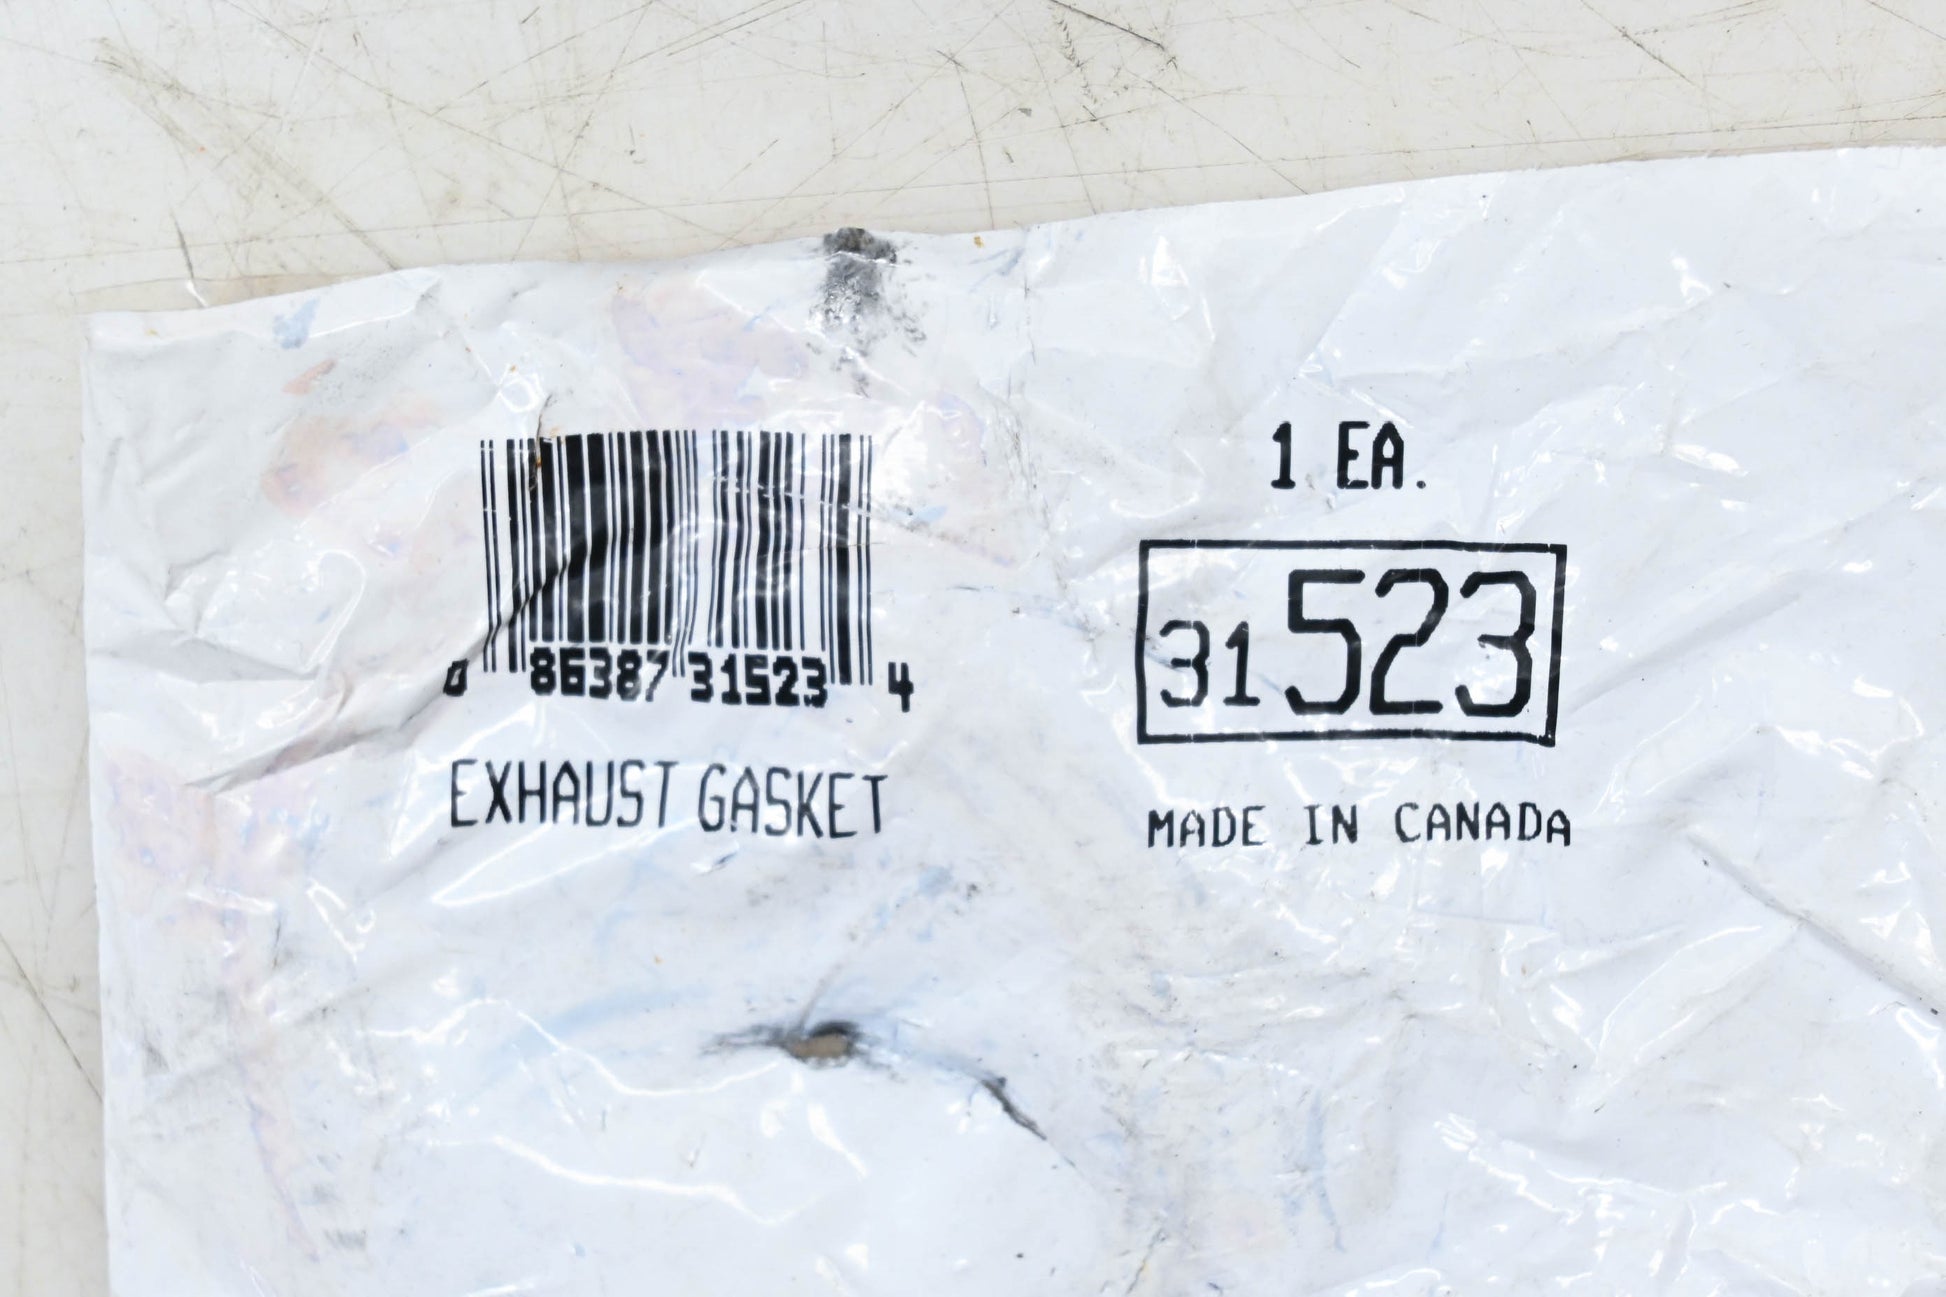 0 86387 31523 4
EXHAUST GASKET
1 EA.
31523
MADE IN CANADA